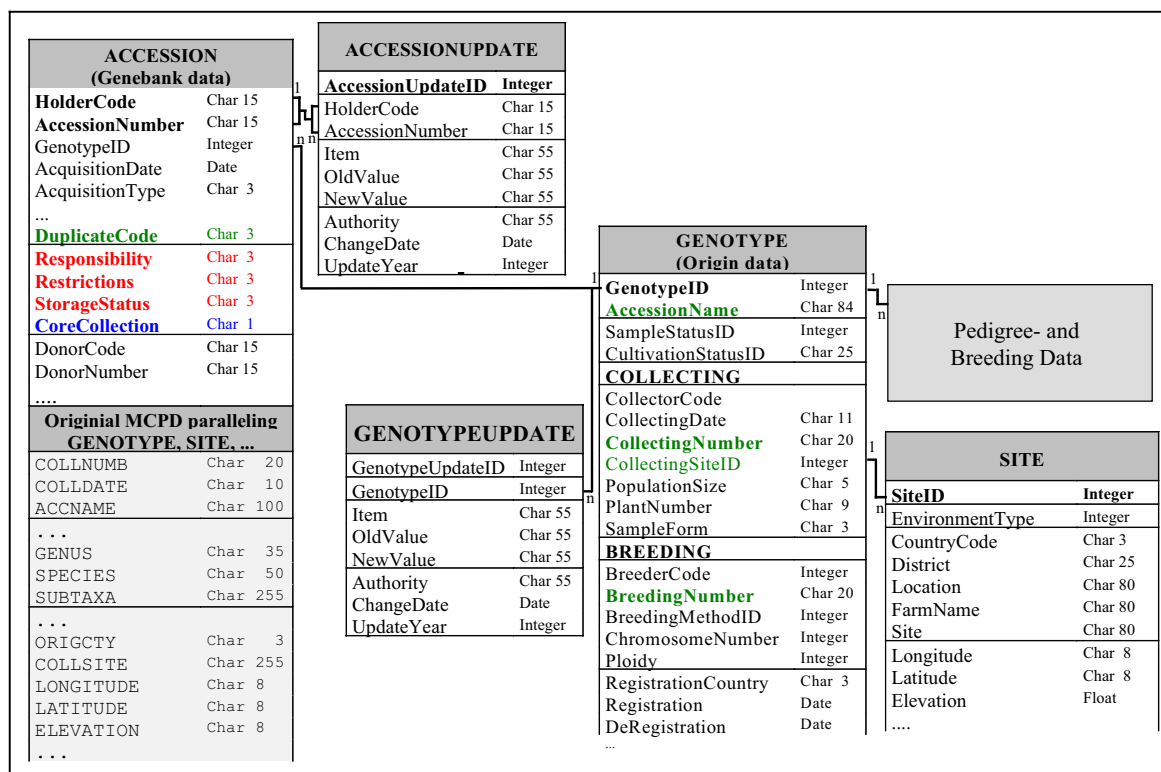 ACCESSION
(Genebank data)
HolderCode Char 15
AccessionNumber Char 15
GenotypeID Integer
AcquisitionDate Date
AcquisitionType Char 3
...
DuplicateCode Char 3
Responsibility Char 3
Restrictions Char 3
StorageStatus Char 3
CoreCollection Char 1
DonorCode Char 15
DonorNumber Char 15
....
Originial MCPD paralleling
GENOTYPE, SITE, ...
COLLNUMB Char 20
COLLDATE Char 10
ACCNAME Char 100
...
GENUS Char 35
SPECIES Char 50
SUBTAXA Char 255
...
ORIGCTY Char 3
COLLSITE Char 255
LONGITUDE Char 8
LATITUDE Char 8
ELEVATION Char 8
...
1
n
n
ACCESSIONUPDATE
AccessionUpdateID Integer
HolderCode Char 15
AccessionNumber Char 15
Item Char 55
OldValue Char 55
NewValue Char 55
Authority Char 55
ChangeDate Date
UpdateYear Integer
GENOTYPEUPDATE
GenotypeUpdateID Integer
GenotypeID Integer
Item Char 55
OldValue Char 55
NewValue Char 55
Authority Char 55
ChangeDate Date
UpdateYear Integer
1
n
GENOTYPE
(Origin data)
GenotypeID Integer
AccessionName Char 84
SampleStatusID Integer
CultivationStatusID Char 25
COLLECTING
CollectorCode
CollectingDate Char 11
CollectingNumber Char 20
CollectingSiteID Integer
PopulationSize Char 5
PlantNumber Char 9
SampleForm Char 3
BREEDING
BreederCode Integer
BreedingNumber Char 20
BreedingMethodID Integer
ChromosomeNumber Integer
Ploidy Integer
RegistrationCountry Char 3
Registration Date
DeRegistration Date
...
1
n
Pedigree- and
Breeding Data
1
n
SITE
SiteID Integer
EnvironmentType Integer
CountryCode Char 3
District Char 25
Location Char 80
FarmName Char 80
Site Char 80
Longitude Char 8
Latitude Char 8
Elevation Float
....